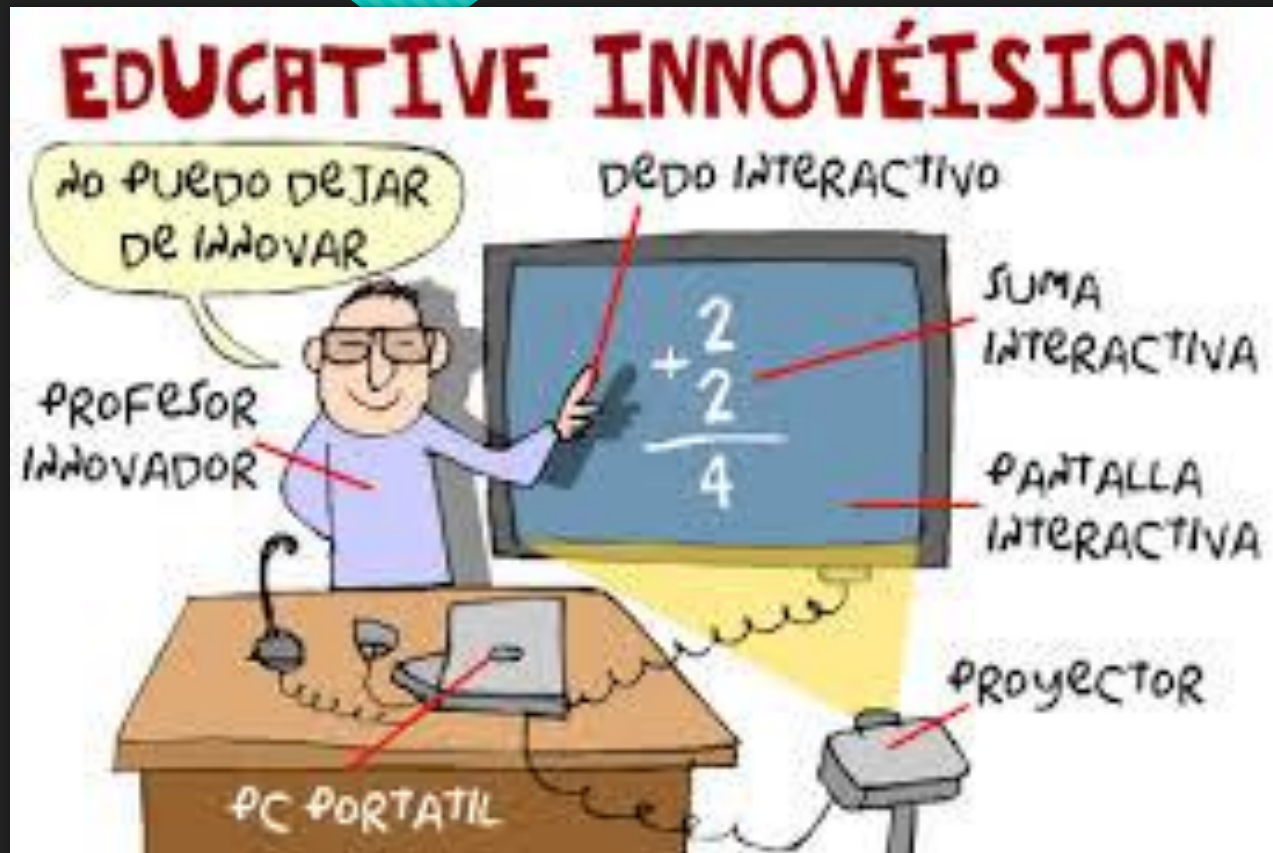 EDUCATIVE INNOVÉISION
NO PUEDO DEJAR
DE INNOVAR
DEDO INTERACTIVO
SUMA
INTERACTIVA
+ 2
2
4
PROFESOR
INNOVADOR
PANTALLA
INTERACTIVA
PROYECTOR
PC PORTATIL